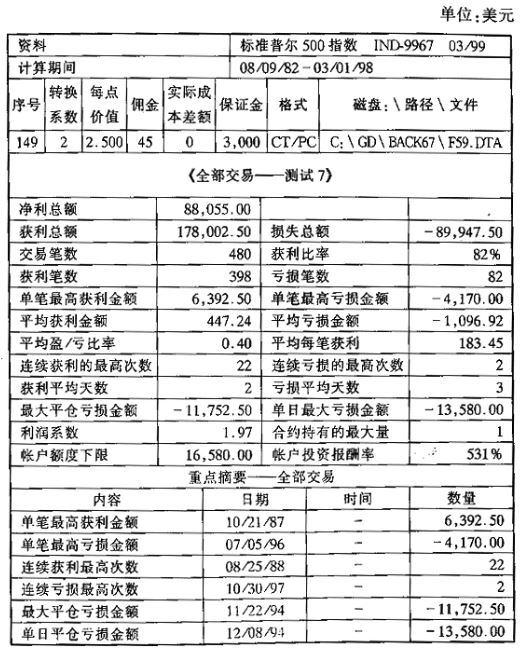 单位:美元
资料 标准普尔 500 指数 IND-9967 03/99
计算期间 08/09/82-03/01/98
序号 转换系数 每点价值 佣金 实际成本差额 保证金 格式 磁盘:\路径\文件
149 2 2.500 45 0 3,000 CT/PC C:\GD\BACK67\F59.DTA
《全部交易——测试7》
净利总额 88,055.00
获利总额 178,002.50 损失总额 -89,947.50
交易笔数 480 获利比率 82%
获利笔数 398 亏损笔数 82
单笔最高获利金额 6,392.50 单笔最高亏损金额 -4,170.00
平均获利金额 447.24 平均亏损金额 -1,096.92
平均盈/亏比率 0.40 平均每笔获利 183.45
连续获利的最高次数 22 连续亏损的最高次数 2
获利平均天数 2 亏损平均天数 3
最大平仓亏损金额 -11,752.50 单日最大亏损金额 -13,580.00
利润系数 1.97 合约持有的最大量 1
帐户额度下限 16,580.00 帐户投资报酬率 531%
重点摘要——全部交易
内容 日期 时间 数量
单笔最高获利金额 10/21/87 - 6,392.50
单笔最高亏损金额 07/05/96 - -4,170.00
连续获利最高次数 08/25/88 - 22
连续亏损最高次数 10/30/97 - 2
最大平仓亏损金额 11/22/94 - -11,752.50
单日平仓亏损金额 12/08/94 - -13,580.00